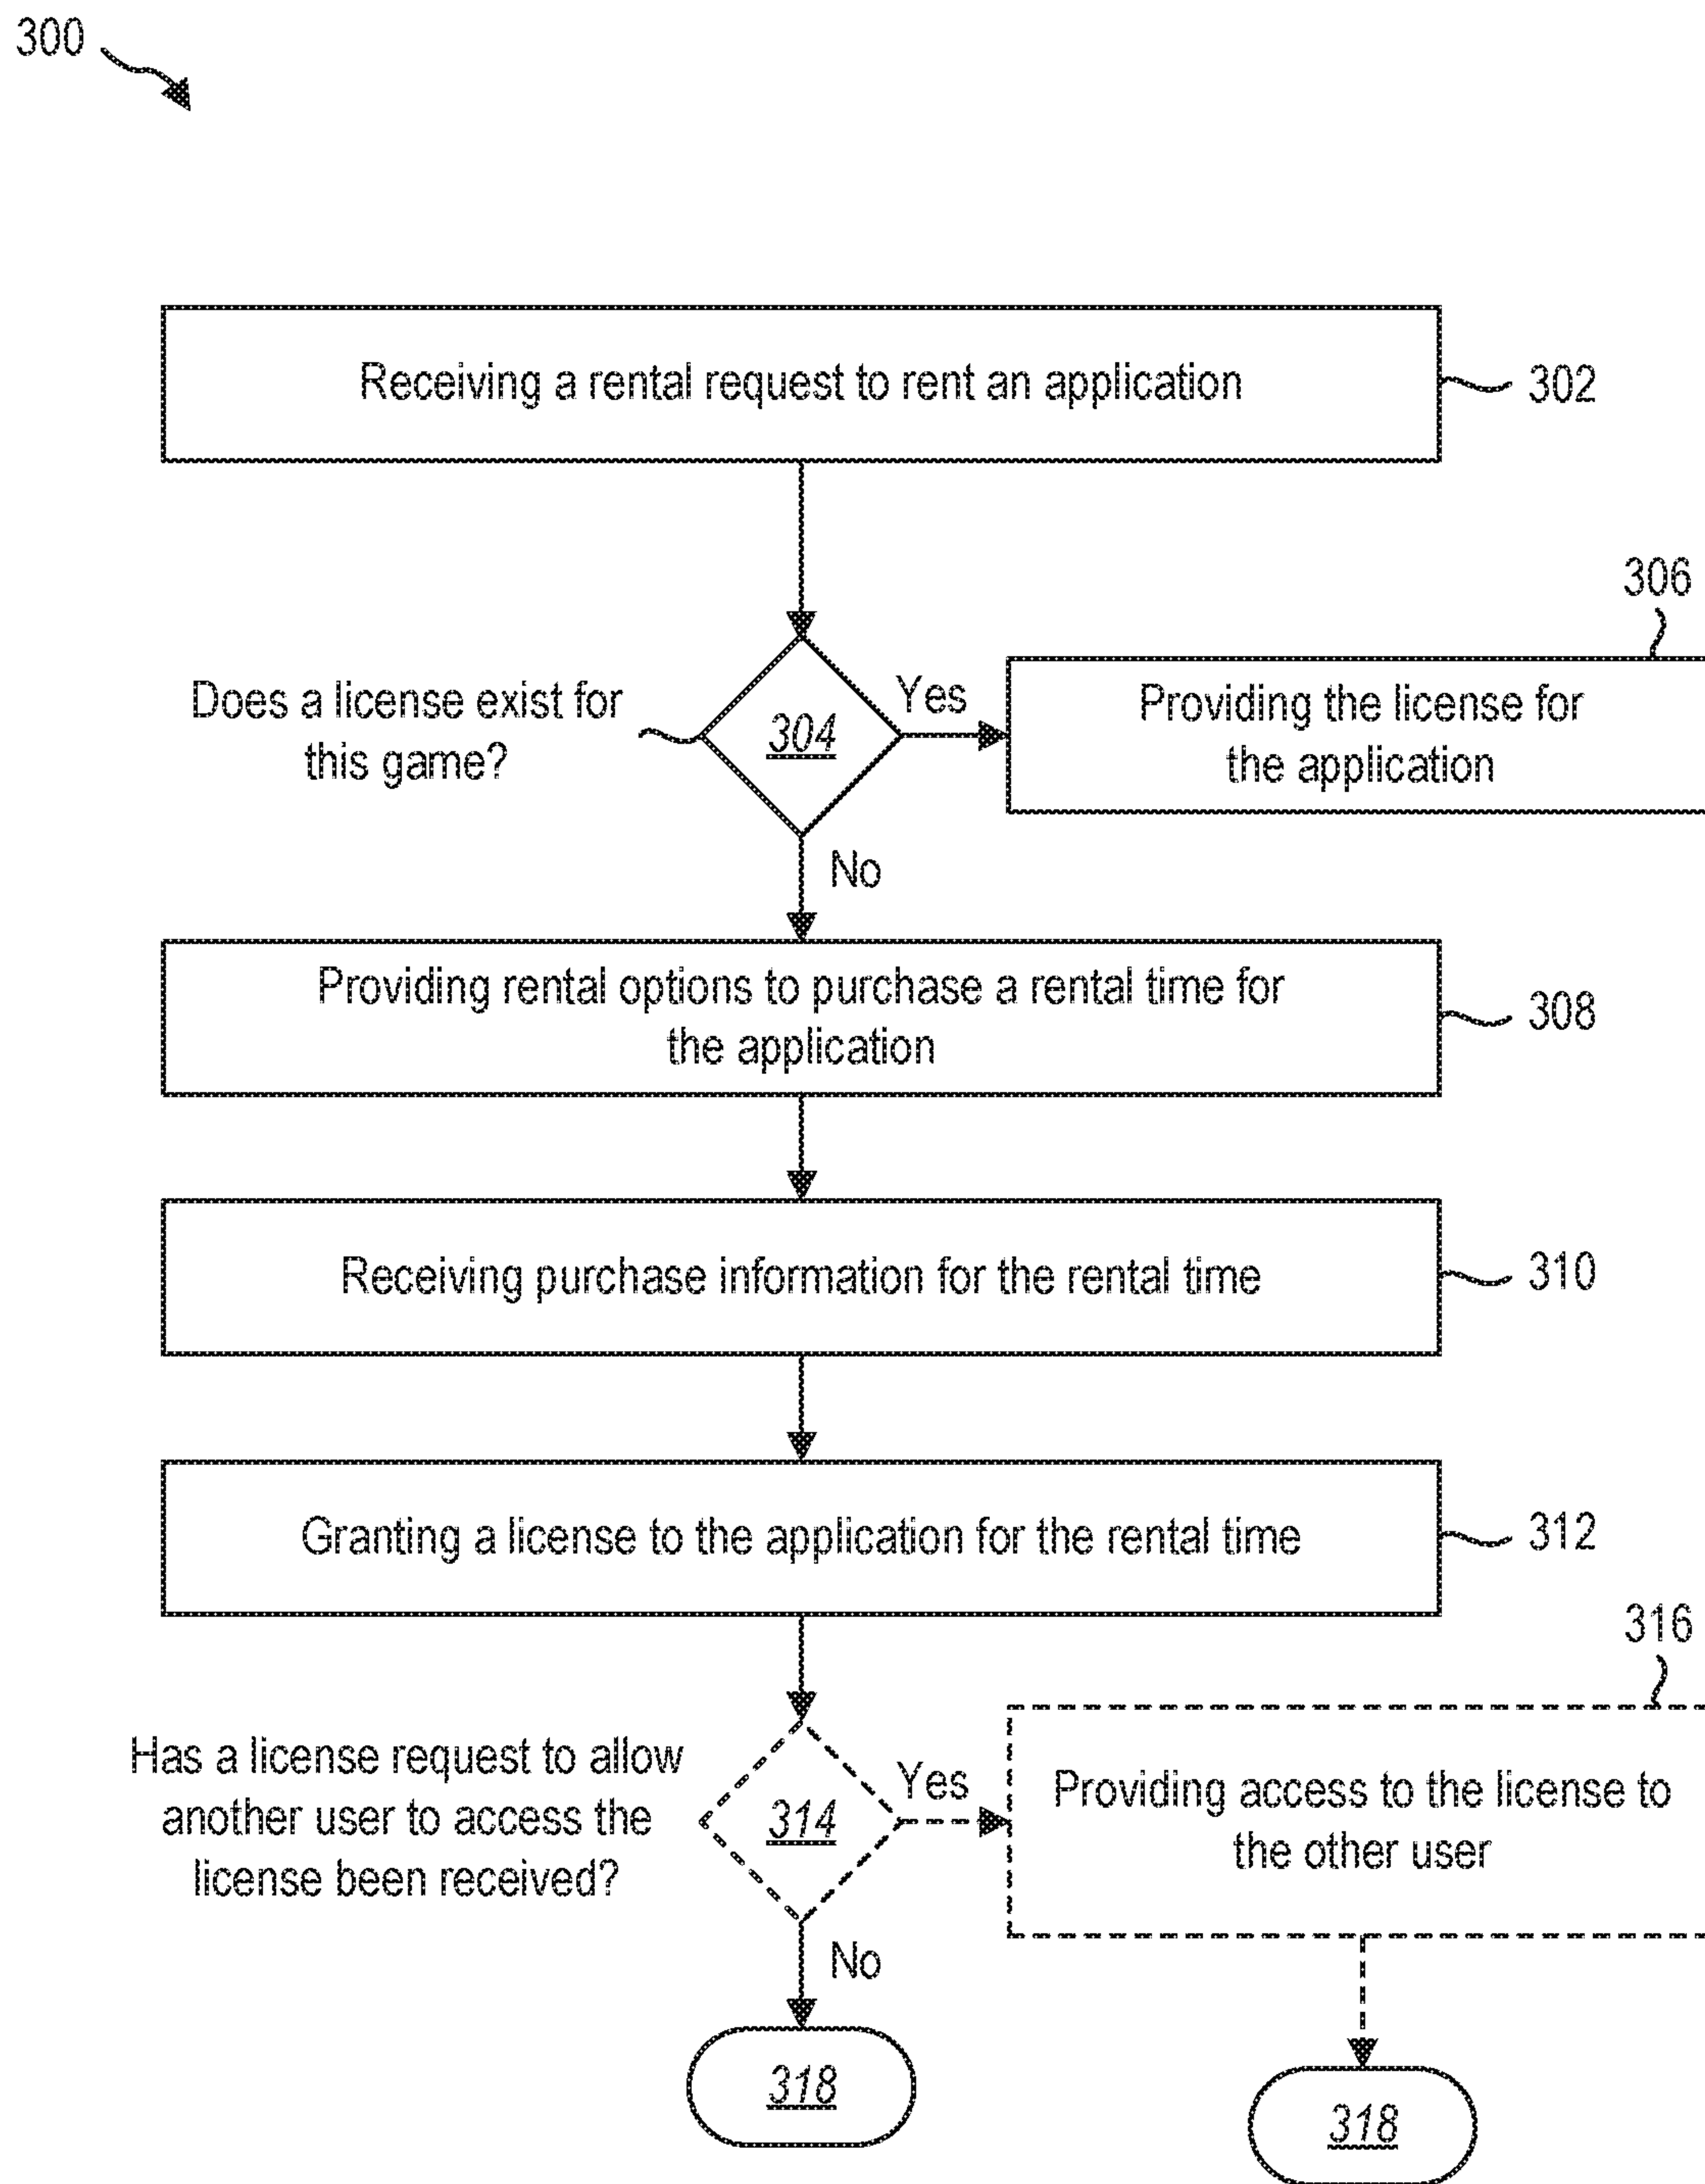 300
Receiving a rental request to rent an application
302
306
Does a license exist for
this game?
304
Yes
Providing the license for
the application
No
Providing rental options to purchase a rental time for
the application
308
Receiving purchase information for the rental time
310
Granting a license to the application for the rental time
312
316
Has a license request to allow
another user to access the
license been received?
314
Yes
Providing access to the license to
the other user
No
318
318